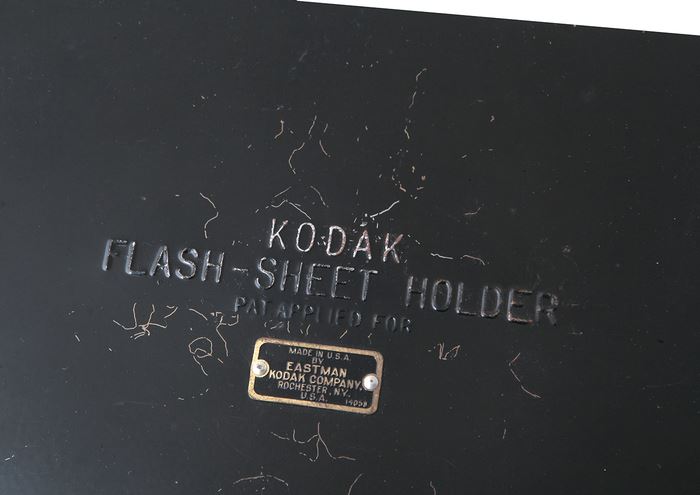 KODAK
FLASH-SHEET HOLDER
PAT. APPLIED FOR
MADE IN U.S.A.
BY
EASTMAN
KODAK COMPANY.
ROCHESTER, N.Y.
U.S.A.